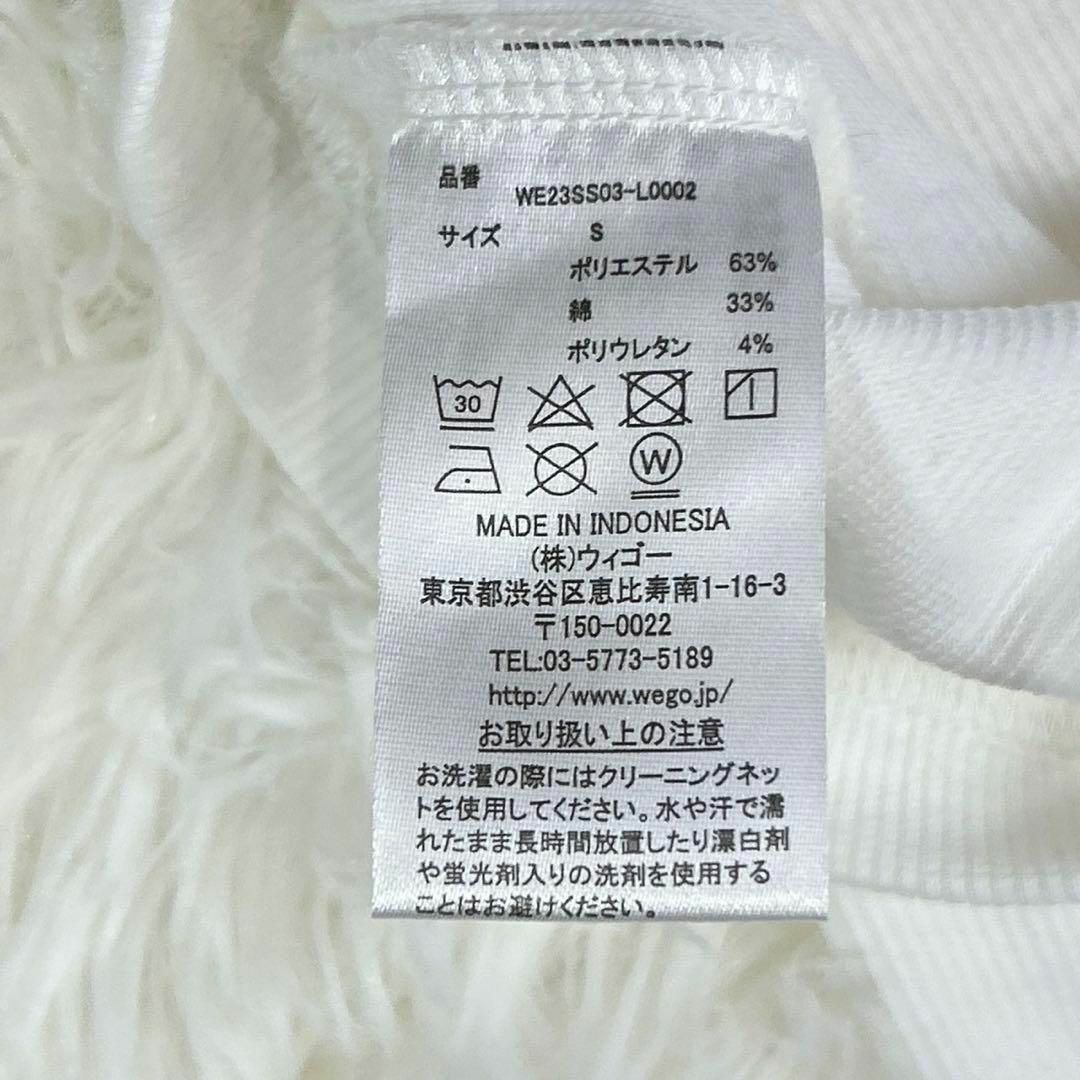 品番 WE23SS03-L0002
サイズ S
ポリエステル 63%
綿 33%
ポリウレタン 4%
30
W
MADE IN INDONESIA
(株)ウィゴー
東京都渋谷区恵比寿南1-16-3
〒150-0022
TEL:03-5773-5189
http://www.wego.jp/
お取り扱い上の注意
お洗濯の際にはクリーニングネッ
トを使用してください。水や汗で濡
れたまま長時間放置したり漂白剤
や蛍光剤入りの洗剤を使用する
ことはお避けください。